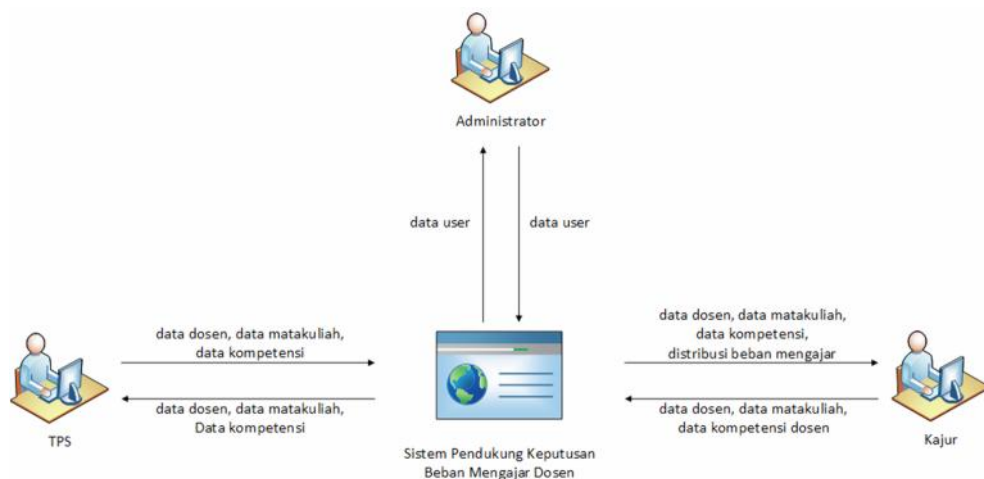 Administrator
data user
data user
data dosen, data matakuliah,
data kompetensi
data dosen, data matakuliah,
Data kompetensi
TPS
data dosen, data matakuliah,
data kompetensi,
distribusi beban mengajar
data dosen, data matakuliah,
data kompetensi dosen
Kajur
Sistem Pendukung Keputusan
Beban Mengajar Dosen